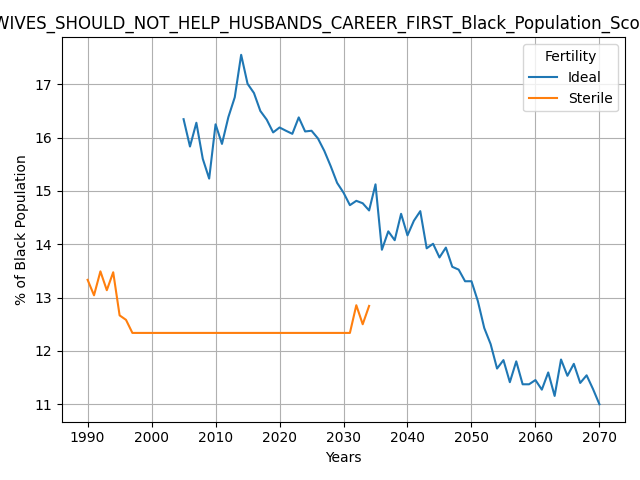 WIVES_SHOULD_NOT_HELP_HUSBANDS_CAREER_FIRST_Black_Population_Sco
Fertility
Ideal
Sterile
% of Black Population
17
16
15
14
13
12
11
1990 2000 2010 2020 2030 2040 2050 2060 2070
Years